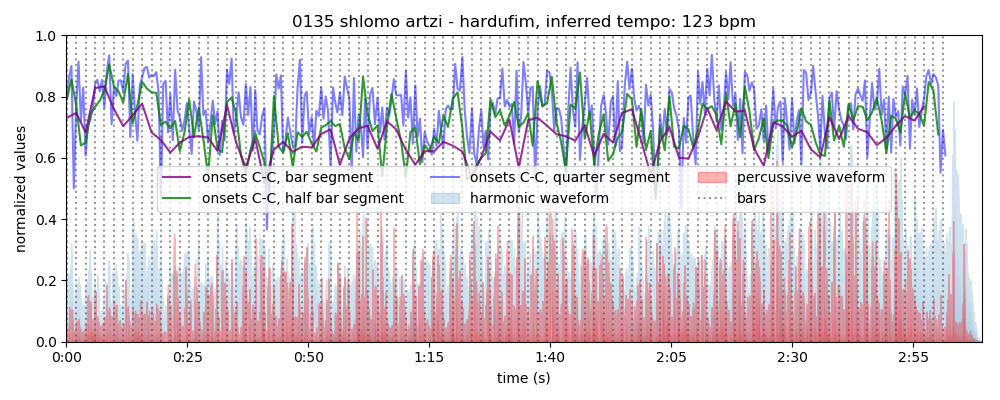 0135 shlomo artzi - hardufim, inferred tempo: 123 bpm
normalized values
1.0
0.8
0.6
0.4
0.2
0.0
onsets C-C, bar segment
onsets C-C, half bar segment
onsets C-C, quarter segment
harmonic waveform
percussive waveform
bars
0:00 0:25 0:50 1:15 1:40 2:05 2:30 2:55
time (s)